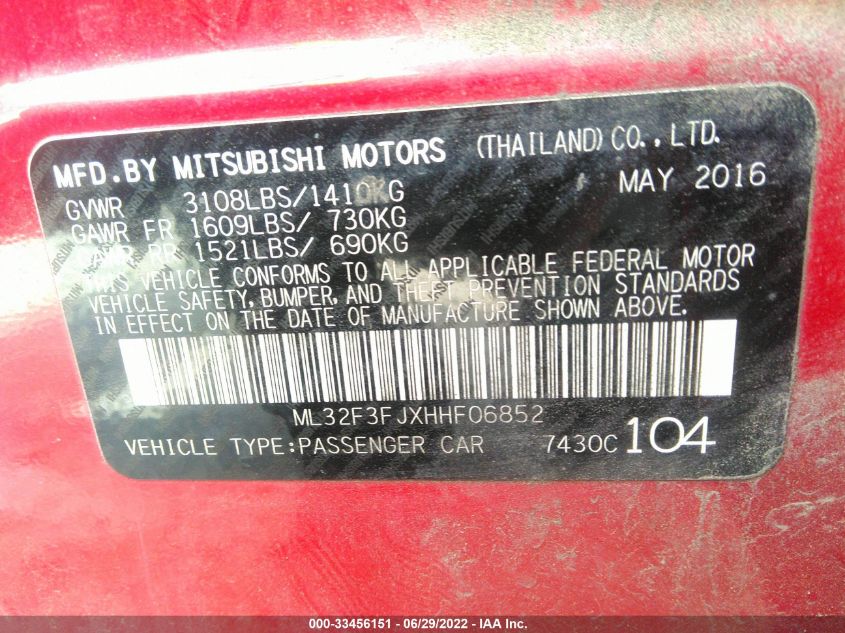 MFD.BY MITSUBISHI MOTORS (THAILAND) CO., LTD.
GVWR 3108LBS/1410KG MAY 2016
GAWR FR 1609LBS/ 730KG
GAWR RR 1521LBS/ 690KG
THIS VEHICLE CONFORMS TO ALL APPLICABLE FEDERAL MOTOR
VEHICLE SAFETY, BUMPER, AND THEFT PREVENTION STANDARDS
IN EFFECT ON THE DATE OF MANUFACTURE SHOWN ABOVE.
ML32F3FJXHHF06852
VEHICLE TYPE:PASSENGER CAR 7430C 104
000-33456151 - 06/29/2022 - IAA Inc.